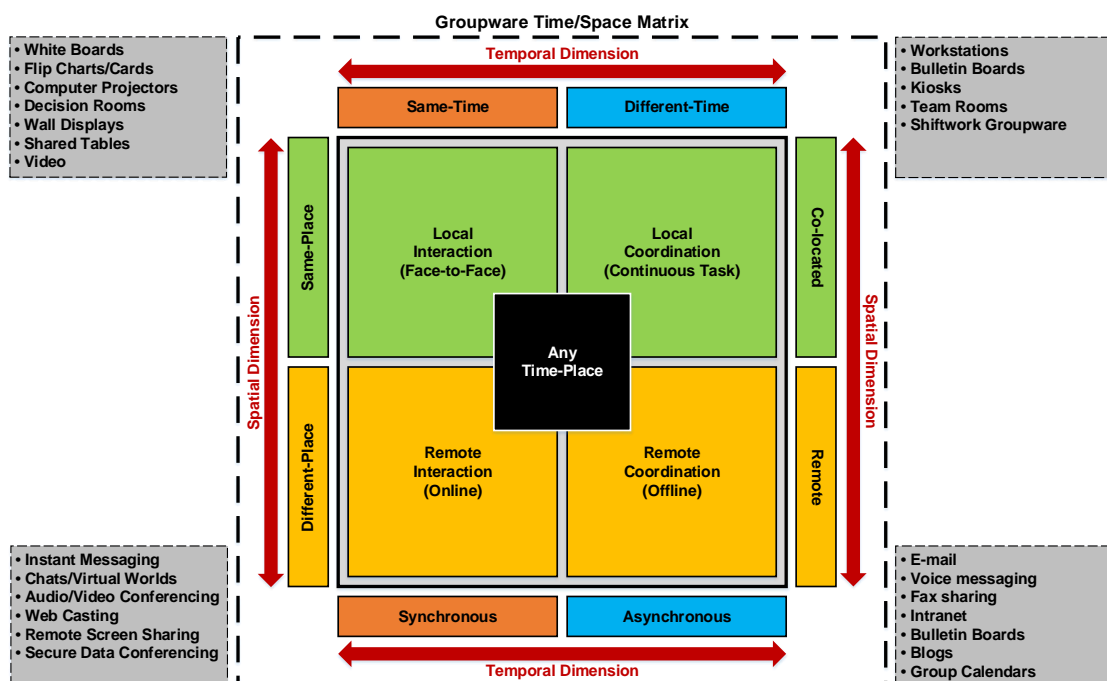 Groupware Time/Space Matrix
• White Boards
• Flip Charts/Cards
• Computer Projectors
• Decision Rooms
• Wall Displays
• Shared Tables
• Video
Temporal Dimension
• Workstations
• Bulletin Boards
• Kiosks
• Team Rooms
• Shiftwork Groupware
Same-Time
Different-Time
Spatial Dimension
Same-Place
Local
Interaction
(Face-to-Face)
Local
Coordination
(Continuous Task)
Co-located
Spatial Dimension
Any
Time-Place
Different-Place
Remote
Interaction
(Online)
Remote
Coordination
(Offline)
Remote
• Instant Messaging
• Chats/Virtual Worlds
• Audio/Video Conferencing
• Web Casting
• Remote Screen Sharing
• Secure Data Conferencing
Synchronous
Asynchronous
Temporal Dimension
• E-mail
• Voice messaging
• Fax sharing
• Intranet
• Bulletin Boards
• Blogs
• Group Calendars